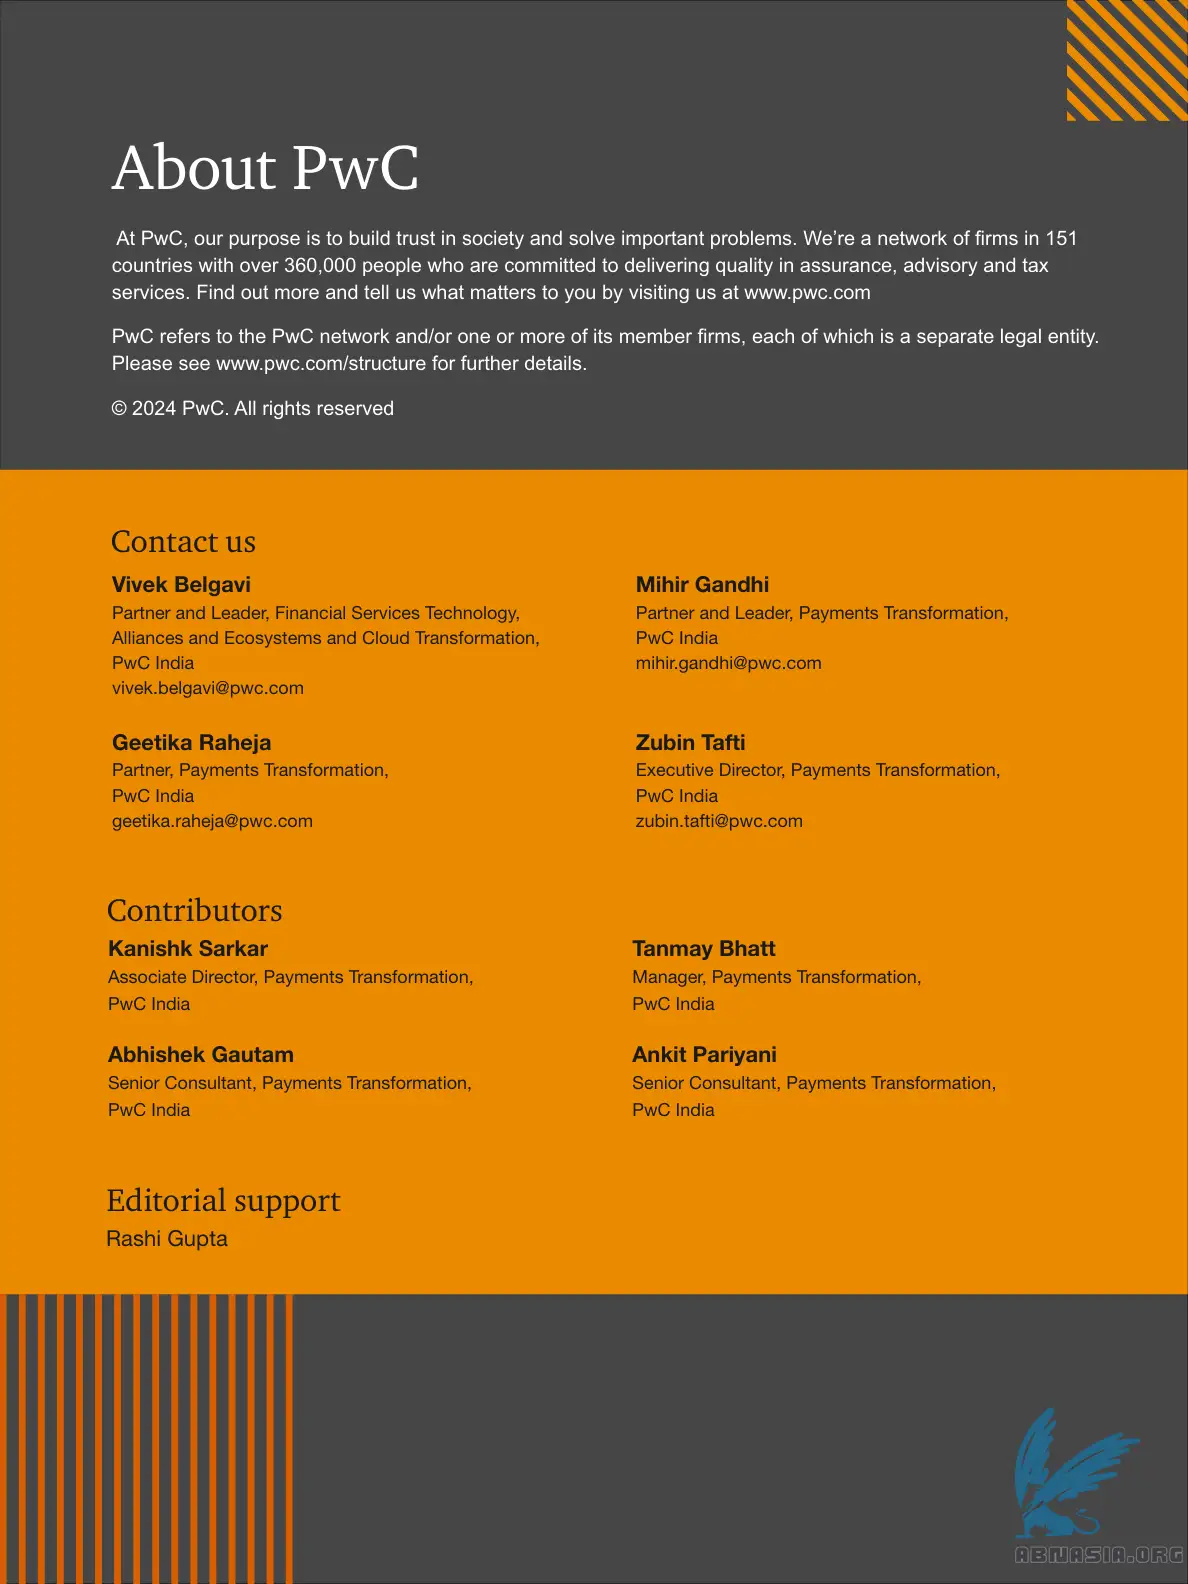 About PwC
At PwC, our purpose is to build trust in society and solve important problems. We’re a network of firms in 151
countries with over 360,000 people who are committed to delivering quality in assurance, advisory and tax
services. Find out more and tell us what matters to you by visiting us at www.pwc.com
PwC refers to the PwC network and/or one or more of its member firms, each of which is a separate legal entity.
Please see www.pwc.com/structure for further details.
© 2024 PwC. All rights reserved
Contact us
Vivek Belgavi
Partner and Leader, Financial Services Technology,
Alliances and Ecosystems and Cloud Transformation,
PwC India
vivek.belgavi@pwc.com
Mihir Gandhi
Partner and Leader, Payments Transformation,
PwC India
mihir.gandhi@pwc.com
Geetika Raheja
Partner, Payments Transformation,
PwC India
geetika.raheja@pwc.com
Zubin Tafti
Executive Director, Payments Transformation,
PwC India
zubin.tafti@pwc.com
Contributors
Kanishk Sarkar
Associate Director, Payments Transformation,
PwC India
Tanmay Bhatt
Manager, Payments Transformation,
PwC India
Abhishek Gautam
Senior Consultant, Payments Transformation,
PwC India
Ankit Pariyani
Senior Consultant, Payments Transformation,
PwC India
Editorial support
Rashi Gupta
ABNASIA.ORG